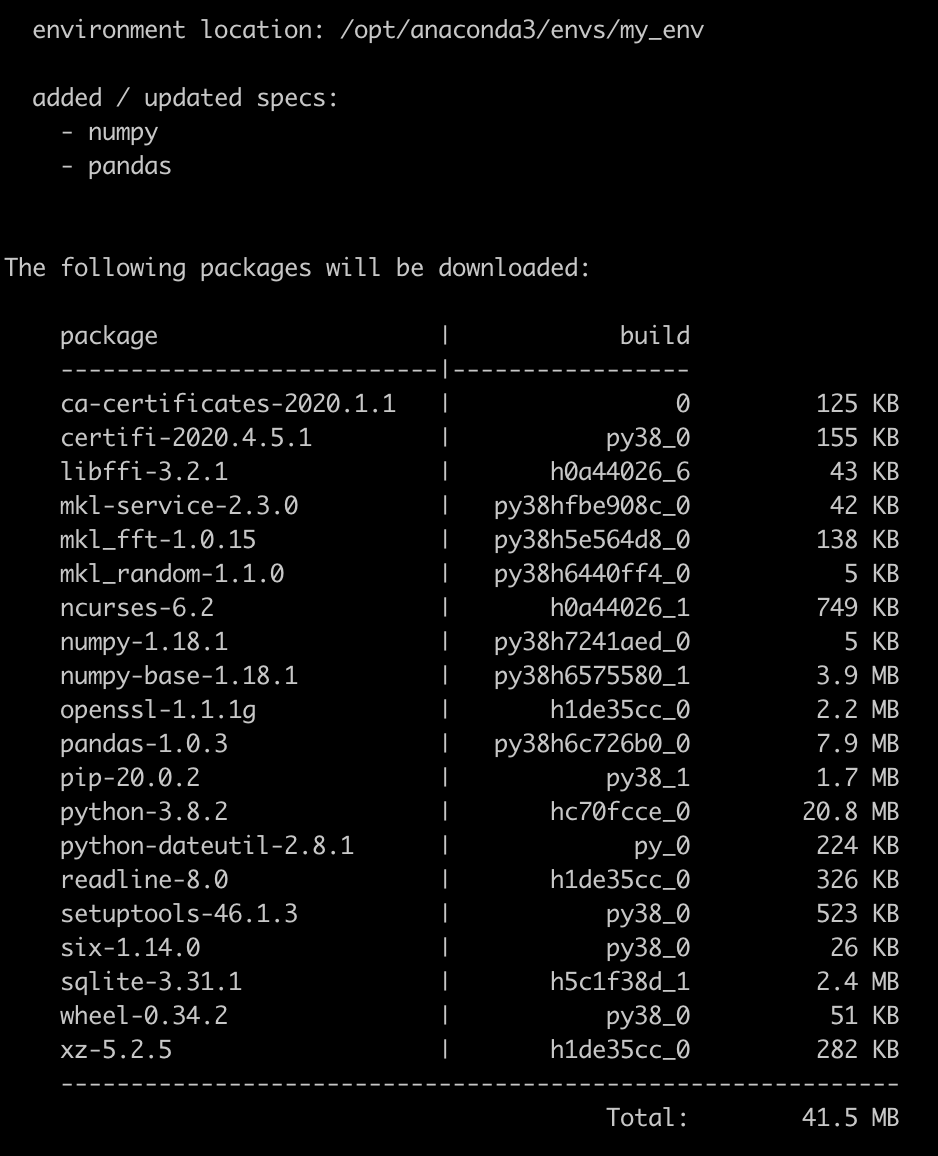 environment location: /opt/anaconda3/envs/my_env
added / updated specs:
- numpy
- pandas
The following packages will be downloaded:
package | build
---------------------------|-----------------
ca-certificates-2020.1.1 | 0 125 KB
certifi-2020.4.5.1 | py38_0 155 KB
libffi-3.2.1 | h0a44026_6 43 KB
mkl-service-2.3.0 | py38hfbe908c_0 42 KB
mkl_fft-1.0.15 | py38h5e564d8_0 138 KB
mkl_random-1.1.0 | py38h6440ff4_0 5 KB
ncurses-6.2 | h0a44026_1 749 KB
numpy-1.18.1 | py38h7241aed_0 5 KB
numpy-base-1.18.1 | py38h6575580_1 3.9 MB
openssl-1.1.1g | h1de35cc_0 2.2 MB
pandas-1.0.3 | py38h6c726b0_0 7.9 MB
pip-20.0.2 | py38_1 1.7 MB
python-3.8.2 | hc70fcce_0 20.8 MB
python-dateutil-2.8.1 | py_0 224 KB
readline-8.0 | h1de35cc_0 326 KB
setuptools-46.1.3 | py38_0 523 KB
six-1.14.0 | py38_0 26 KB
sqlite-3.31.1 | h5c1f38d_1 2.4 MB
wheel-0.34.2 | py38_0 51 KB
xz-5.2.5 | h1de35cc_0 282 KB
------------------------------------------------------------
Total: 41.5 MB